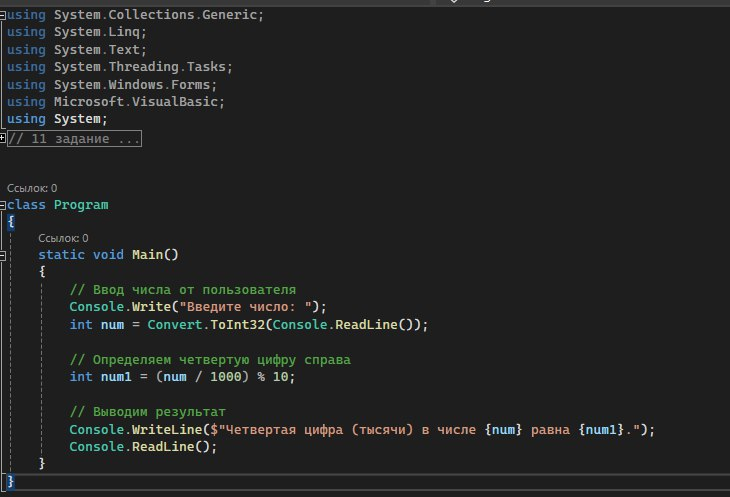 using System.Collections.Generic;
using System.Linq;
using System.Text;
using System.Threading.Tasks;
using System.Windows.Forms;
using Microsoft.VisualBasic;
using System;
// 11 задание ...
Ссылок: 0
class Program
{
Ссылок: 0
static void Main()
{
// Ввод числа от пользователя
Console.Write("Введите число: ");
int num = Convert.ToInt32(Console.ReadLine());
// Определяем четвертую цифру справа
int num1 = (num / 1000) % 10;
// Выводим результат
Console.WriteLine($"Четвертая цифра (тысячи) в числе {num} равна {num1}.");
Console.ReadLine();
}
}